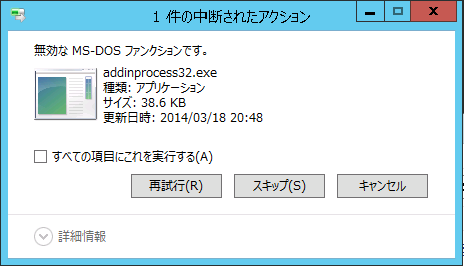 1 件の中断されたアクション
無効な MS-DOS ファンクションです。
addinprocess32.exe
種類: アプリケーション
サイズ: 38.6 KB
更新日時: 2014/03/18 20:48
すべての項目にこれを実行する(A)
再試行(R)
スキップ(S)
キャンセル
詳細情報